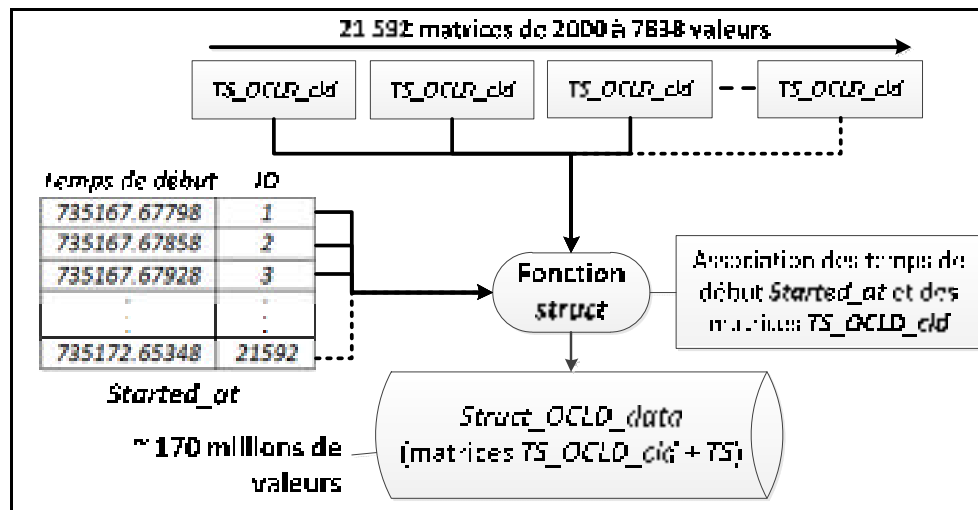 21 592 matrices de 2000 à 7838 valeurs
TS_OCLD_cld TS_OCLD_cld TS_OCLD_cld TS_OCLD_cld
temps de début ID
735167.67798 1
735167.67858 2
735167.67928 3
: :
: :
735172.65348 21592
Started_at
Fonction
struct
Association des temps de
début Started_at et des
matrices TS_OCLD_cld
Struct_OCLD_data
(matrices TS_OCLD_cld + TS)
~ 170 millions de
valeurs